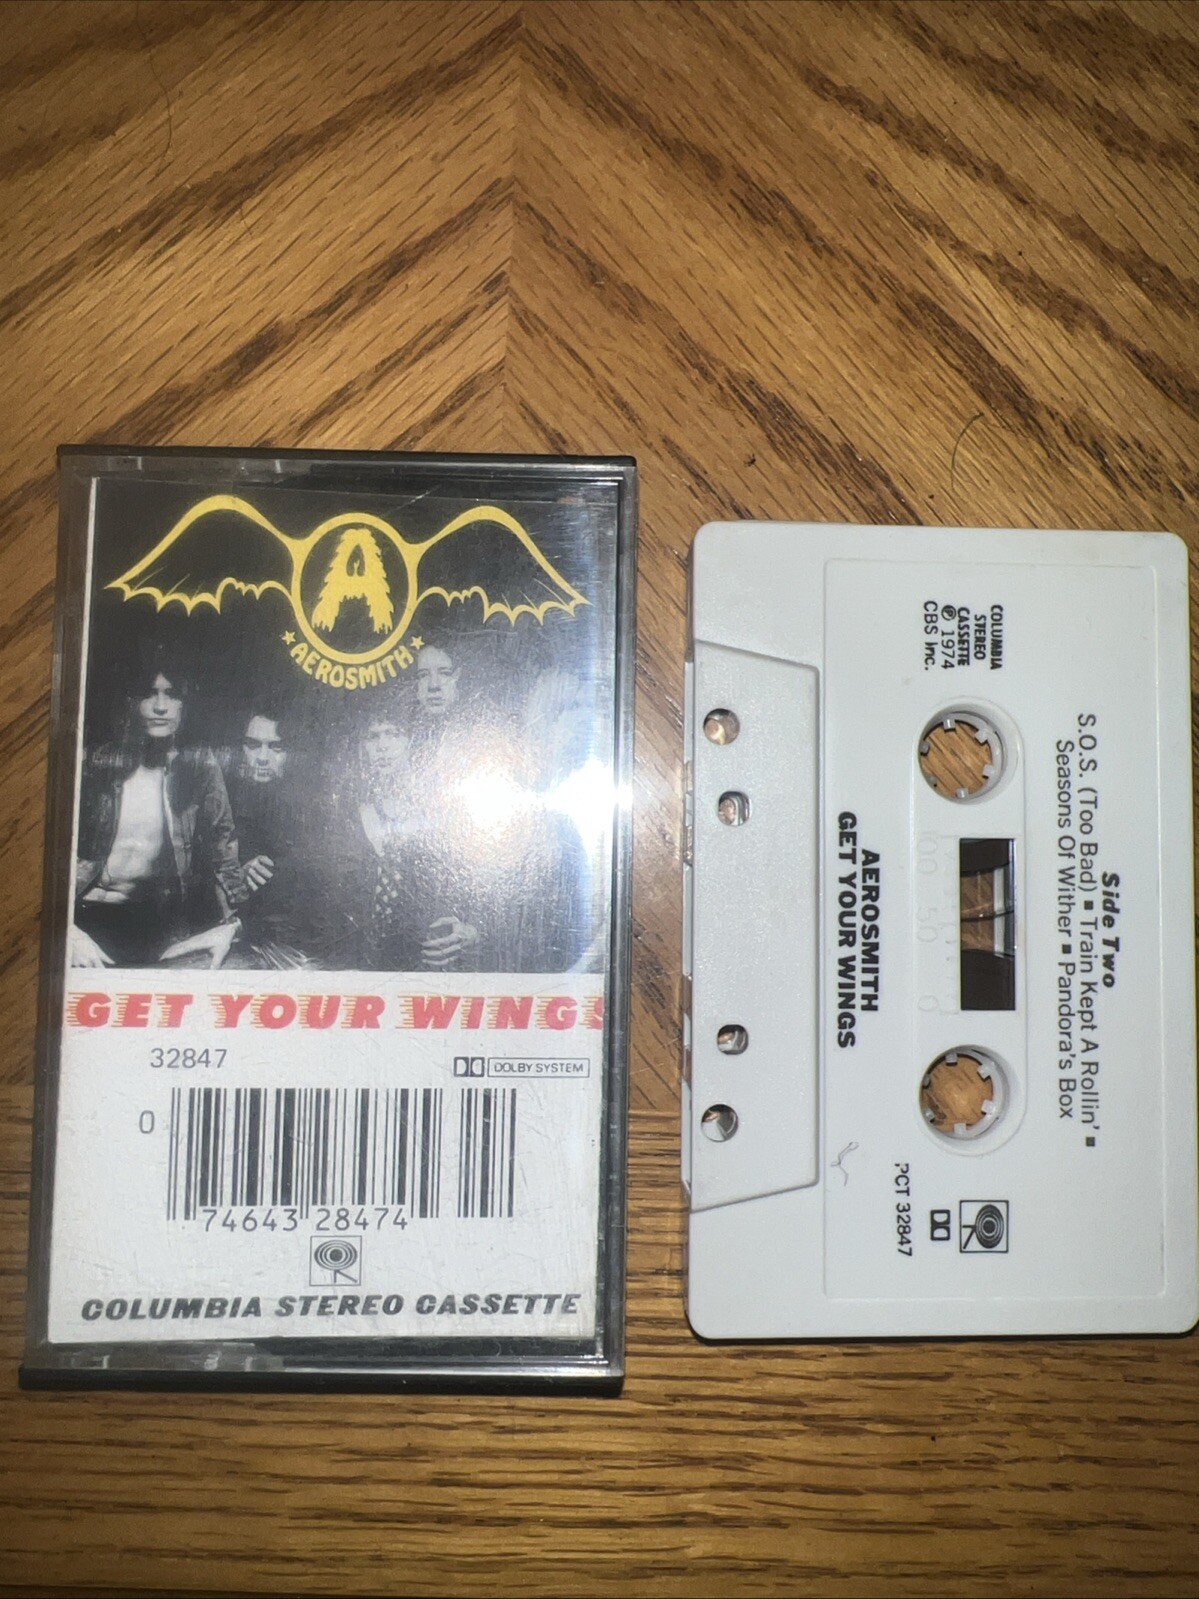 A
AEROSMITH
GET YOUR WINGS
32847
DOLBY SYSTEM
0
74643 28474
COLUMBIA STEREO CASSETTE
Side Two
S.O.S. (Too Bad) ▪ Train Kept A Rollin' ▪
Seasons Of Wither ▪ Pandora's Box
COLUMBIA
STEREO
CASSETTE
℗ 1974
CBS Inc.
100 50 0
AEROSMITH
GET YOUR WINGS
PCT 32847